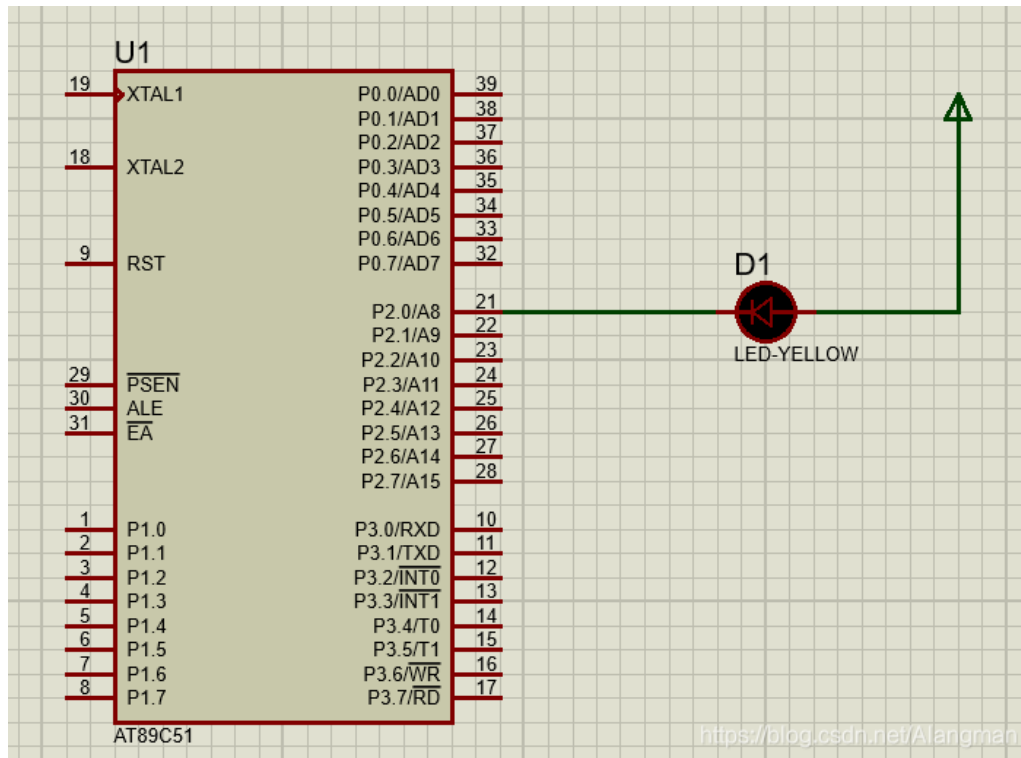 U1
19 XTAL1 P0.0/AD0 39
P0.1/AD1 38
P0.2/AD2 37
18 XTAL2 P0.3/AD3 36
P0.4/AD4 35
P0.5/AD5 34
P0.6/AD6 33
9 RST P0.7/AD7 32
D1
P2.0/A8 21
P2.1/A9 22
LED-YELLOW
P2.2/A10 23
29 PSEN P2.3/A11 24
30 ALE P2.4/A12 25
31 EA P2.5/A13 26
P2.6/A14 27
P2.7/A15 28
1 P1.0 P3.0/RXD 10
2 P1.1 P3.1/TXD 11
3 P1.2 P3.2/INT0 12
4 P1.3 P3.3/INT1 13
5 P1.4 P3.4/T0 14
6 P1.5 P3.5/T1 15
7 P1.6 P3.6/WR 16
8 P1.7 P3.7/RD 17
AT89C51
https://blog.csdn.net/Alangman